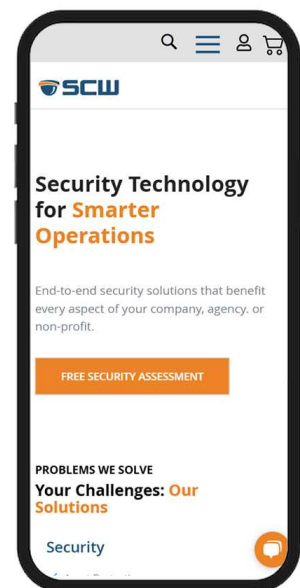 SCW
Security Technology
for Smarter
Operations
End-to-end security solutions that benefit
every aspect of your company, agency. or
non-profit.
FREE SECURITY ASSESSMENT
PROBLEMS WE SOLVE
Your Challenges: Our
Solutions
Security